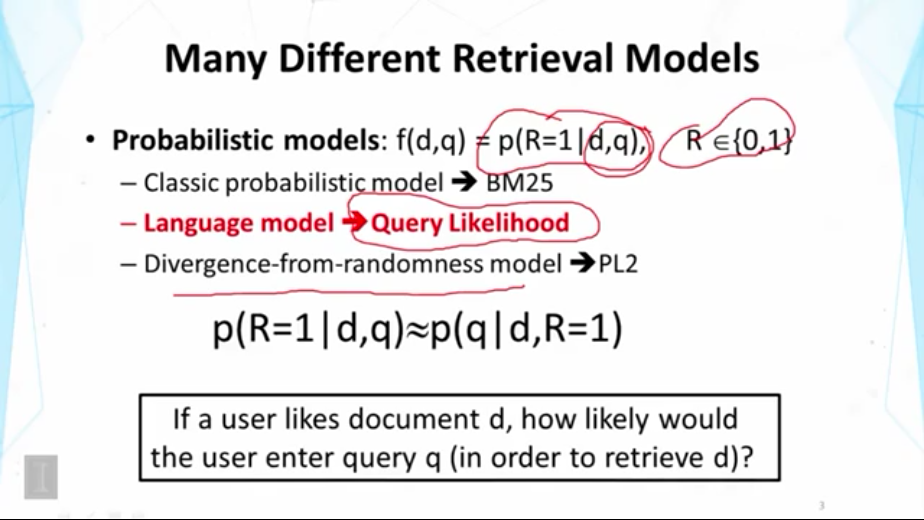 Many Different Retrieval Models
• Probabilistic models: f(d,q) = p(R=1|d,q), R ∈{0,1}
– Classic probabilistic model ➔ BM25
– Language model ➔ Query Likelihood
– Divergence-from-randomness model ➔PL2
p(R=1|d,q)≈p(q|d,R=1)
If a user likes document d, how likely would
the user enter query q (in order to retrieve d)?
I
3